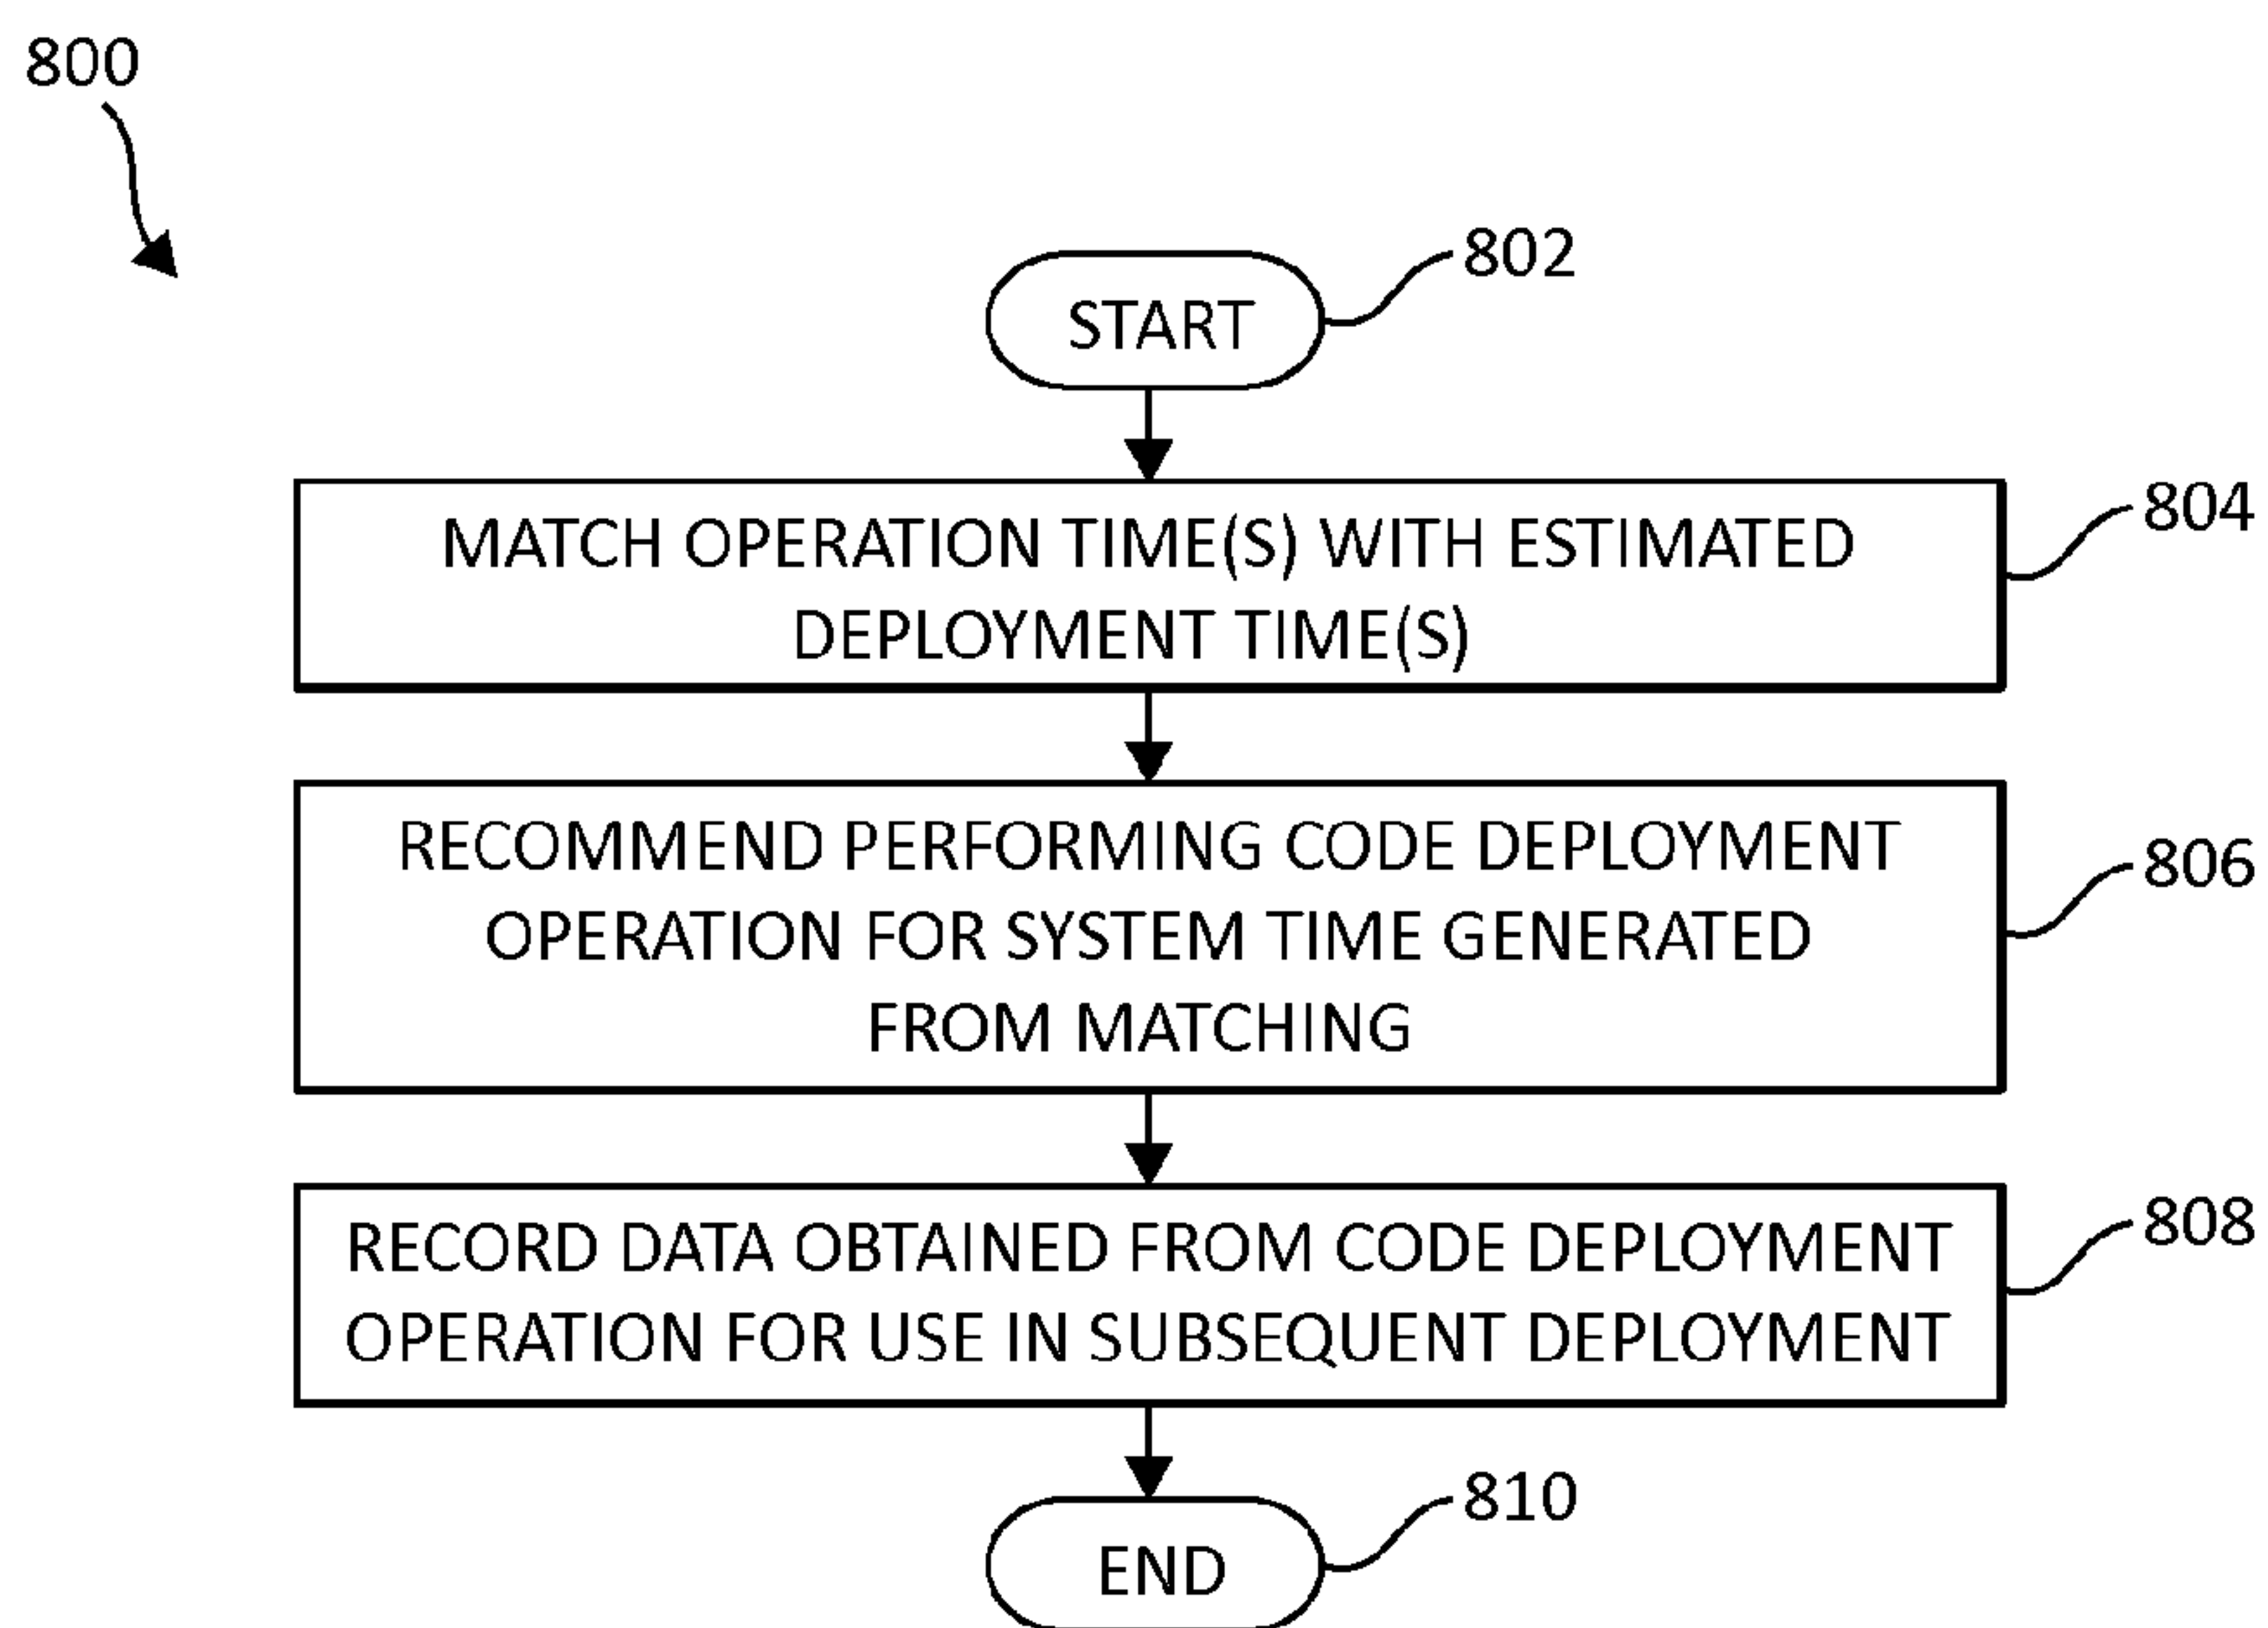 800
802
START
804
MATCH OPERATION TIME(S) WITH ESTIMATED
DEPLOYMENT TIME(S)
806
RECOMMEND PERFORMING CODE DEPLOYMENT
OPERATION FOR SYSTEM TIME GENERATED
FROM MATCHING
808
RECORD DATA OBTAINED FROM CODE DEPLOYMENT
OPERATION FOR USE IN SUBSEQUENT DEPLOYMENT
810
END